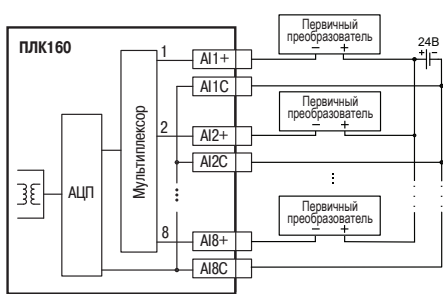 ПЛК160
АЦП
Мультиплексор
1
2
8
AI1+
AI1C
AI2+
AI2C
AI8+
AI8C
Первичный
преобразователь
− +
Первичный
преобразователь
− +
Первичный
преобразователь
− +
24В
+ −